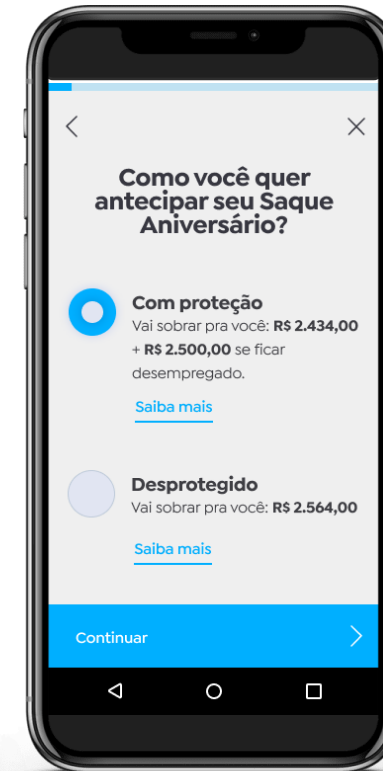 Como você quer
antecipar seu Saque
Aniversário?
Com proteção
Vai sobrar pra você: R$ 2.434,00
+ R$ 2.500,00 se ficar
desempregado.
Saiba mais
Desprotegido
Vai sobrar pra você: R$ 2.564,00
Saiba mais
Continuar